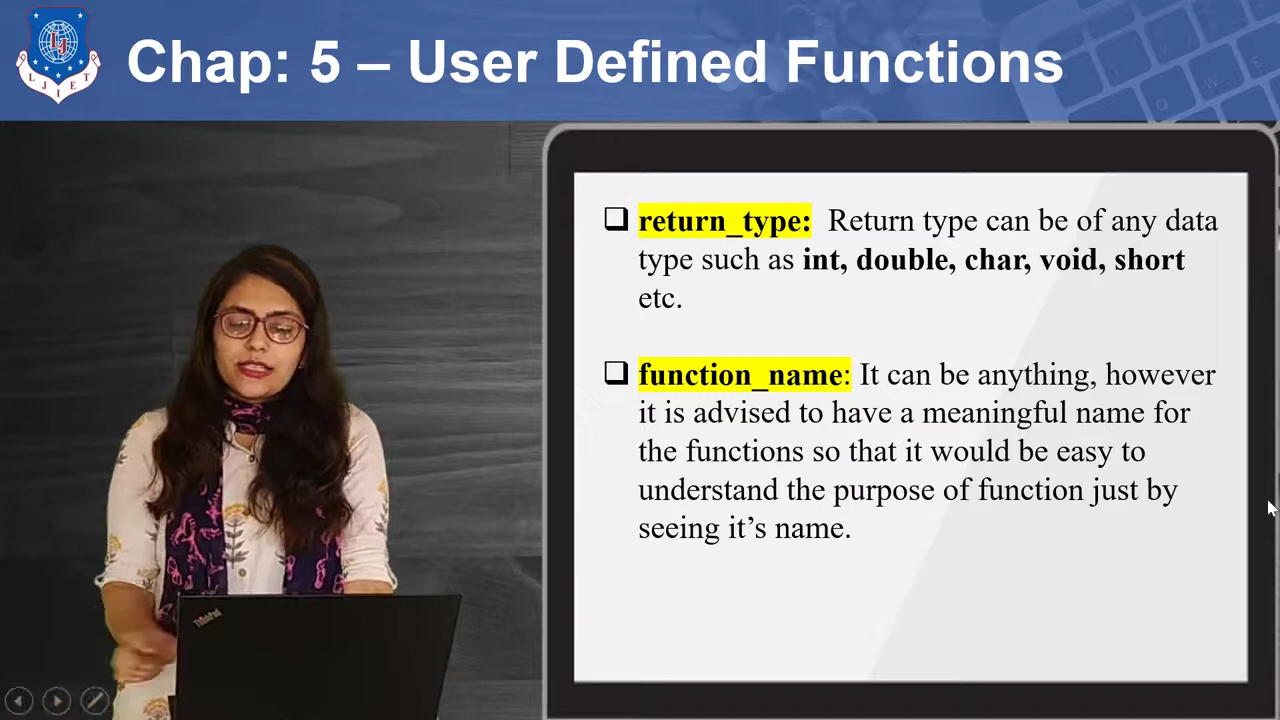 Chap: 5 – User Defined Functions
LJ
L J I E T
return_type: Return type can be of any data
type such as int, double, char, void, short
etc.
function_name: It can be anything, however
it is advised to have a meaningful name for
the functions so that it would be easy to
understand the purpose of function just by
seeing it’s name.
ThinkPad